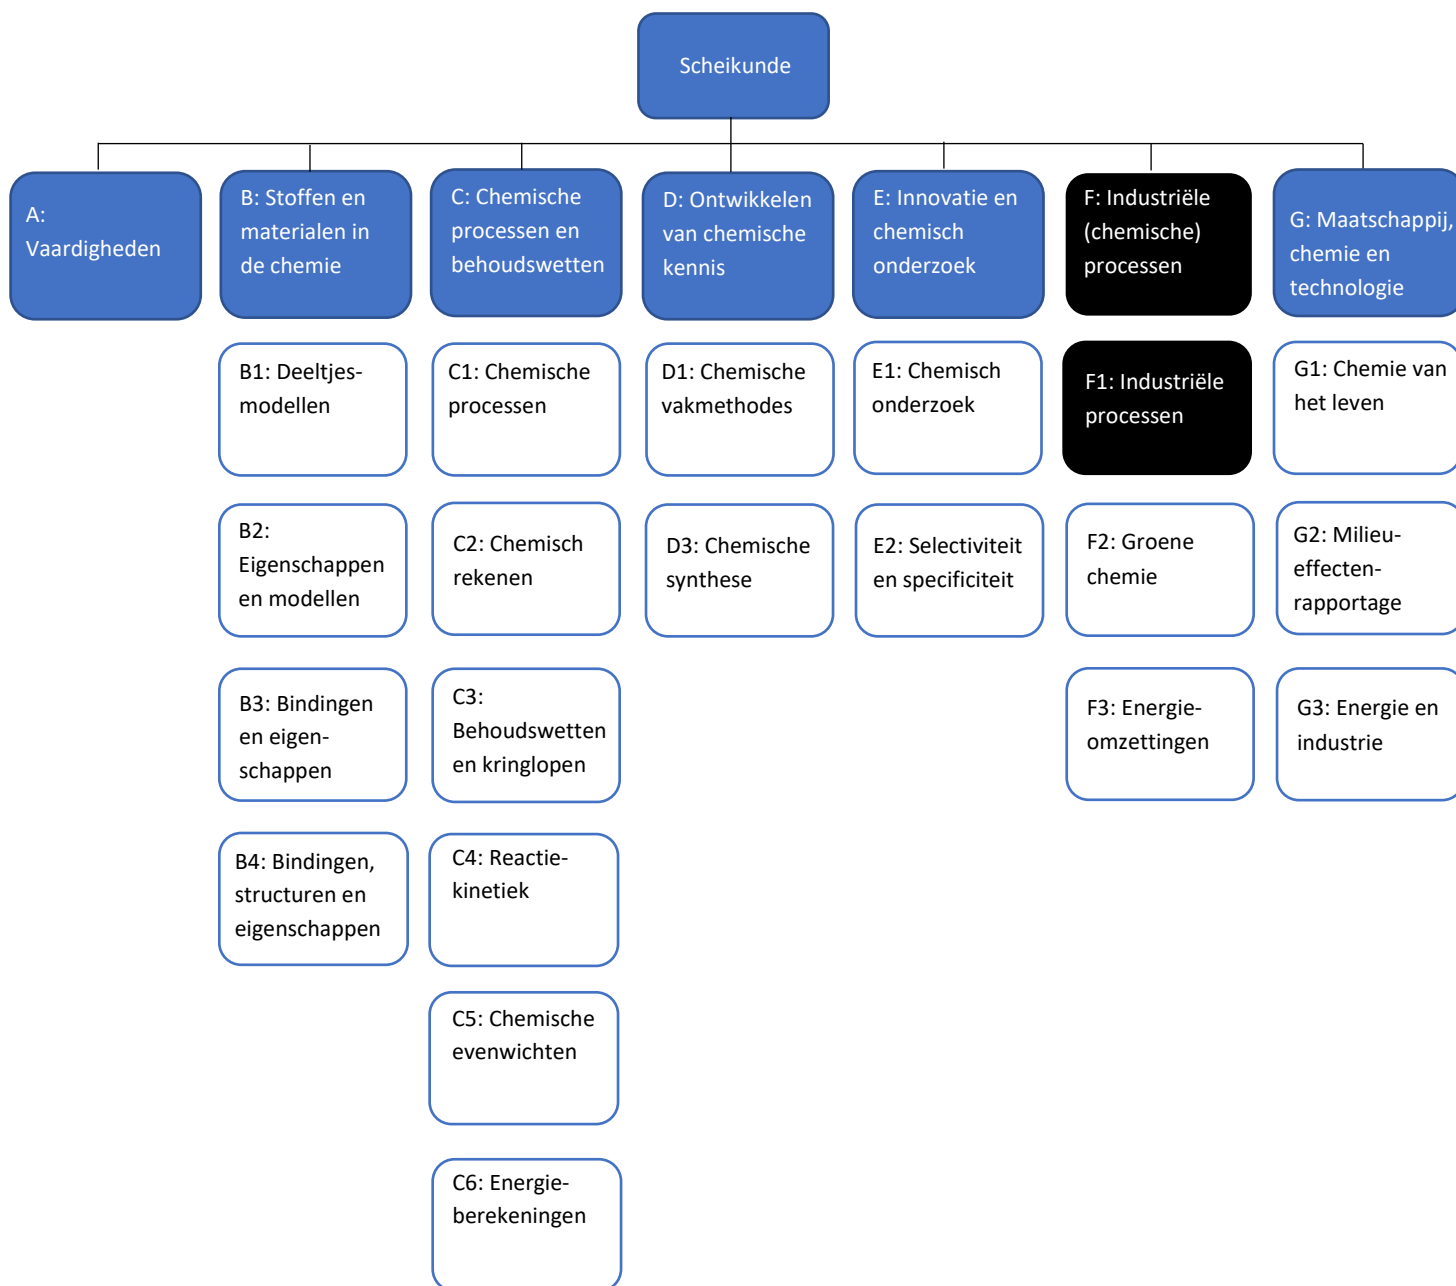 Scheikunde
A:
Vaardigheden
B: Stoffen en
materialen in
de chemie
C: Chemische
processen en
behoudswetten
D: Ontwikkelen
van chemische
kennis
E: Innovatie en
chemisch
onderzoek
F: Industriële
(chemische)
processen
G: Maatschappij,
chemie en
technologie
B1: Deeltjes-
modellen
C1: Chemische
processen
D1: Chemische
vakmethodes
E1: Chemisch
onderzoek
F1: Industriële
processen
G1: Chemie van
het leven
B2:
Eigenschappen
en modellen
C2: Chemisch
rekenen
D3: Chemische
synthese
E2: Selectiviteit
en specificiteit
F2: Groene
chemie
G2: Milieu-
effecten-
rapportage
B3: Bindingen
en eigen-
schappen
C3:
Behoudswetten
en kringlopen
F3: Energie-
omzettingen
G3: Energie en
industrie
B4: Bindingen,
structuren en
eigenschappen
C4: Reactie-
kinetiek
C5: Chemische
evenwichten
C6: Energie-
berekeningen